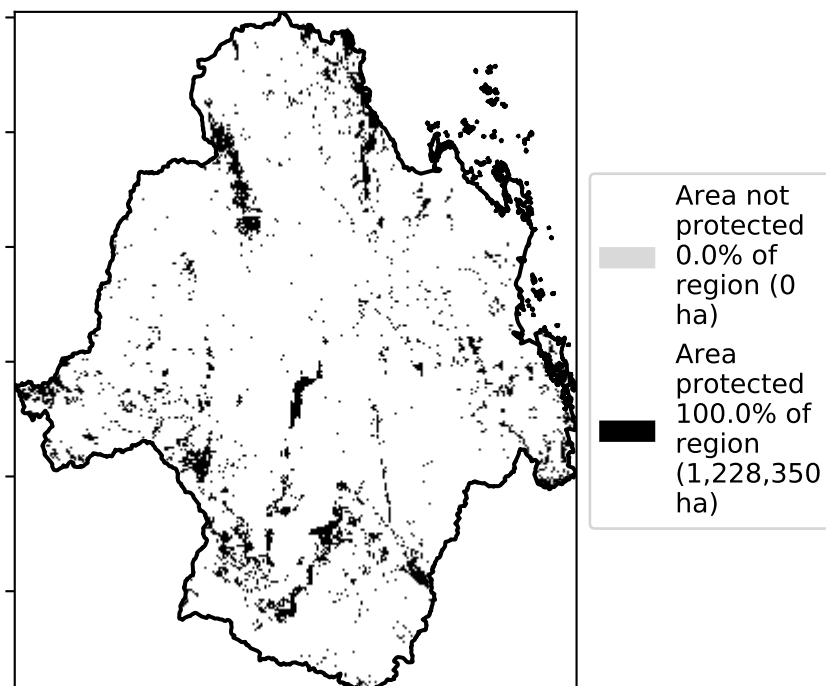 Area not
protected
0.0% of
region (0
ha)
Area
protected
100.0% of
region
(1,228,350
ha)